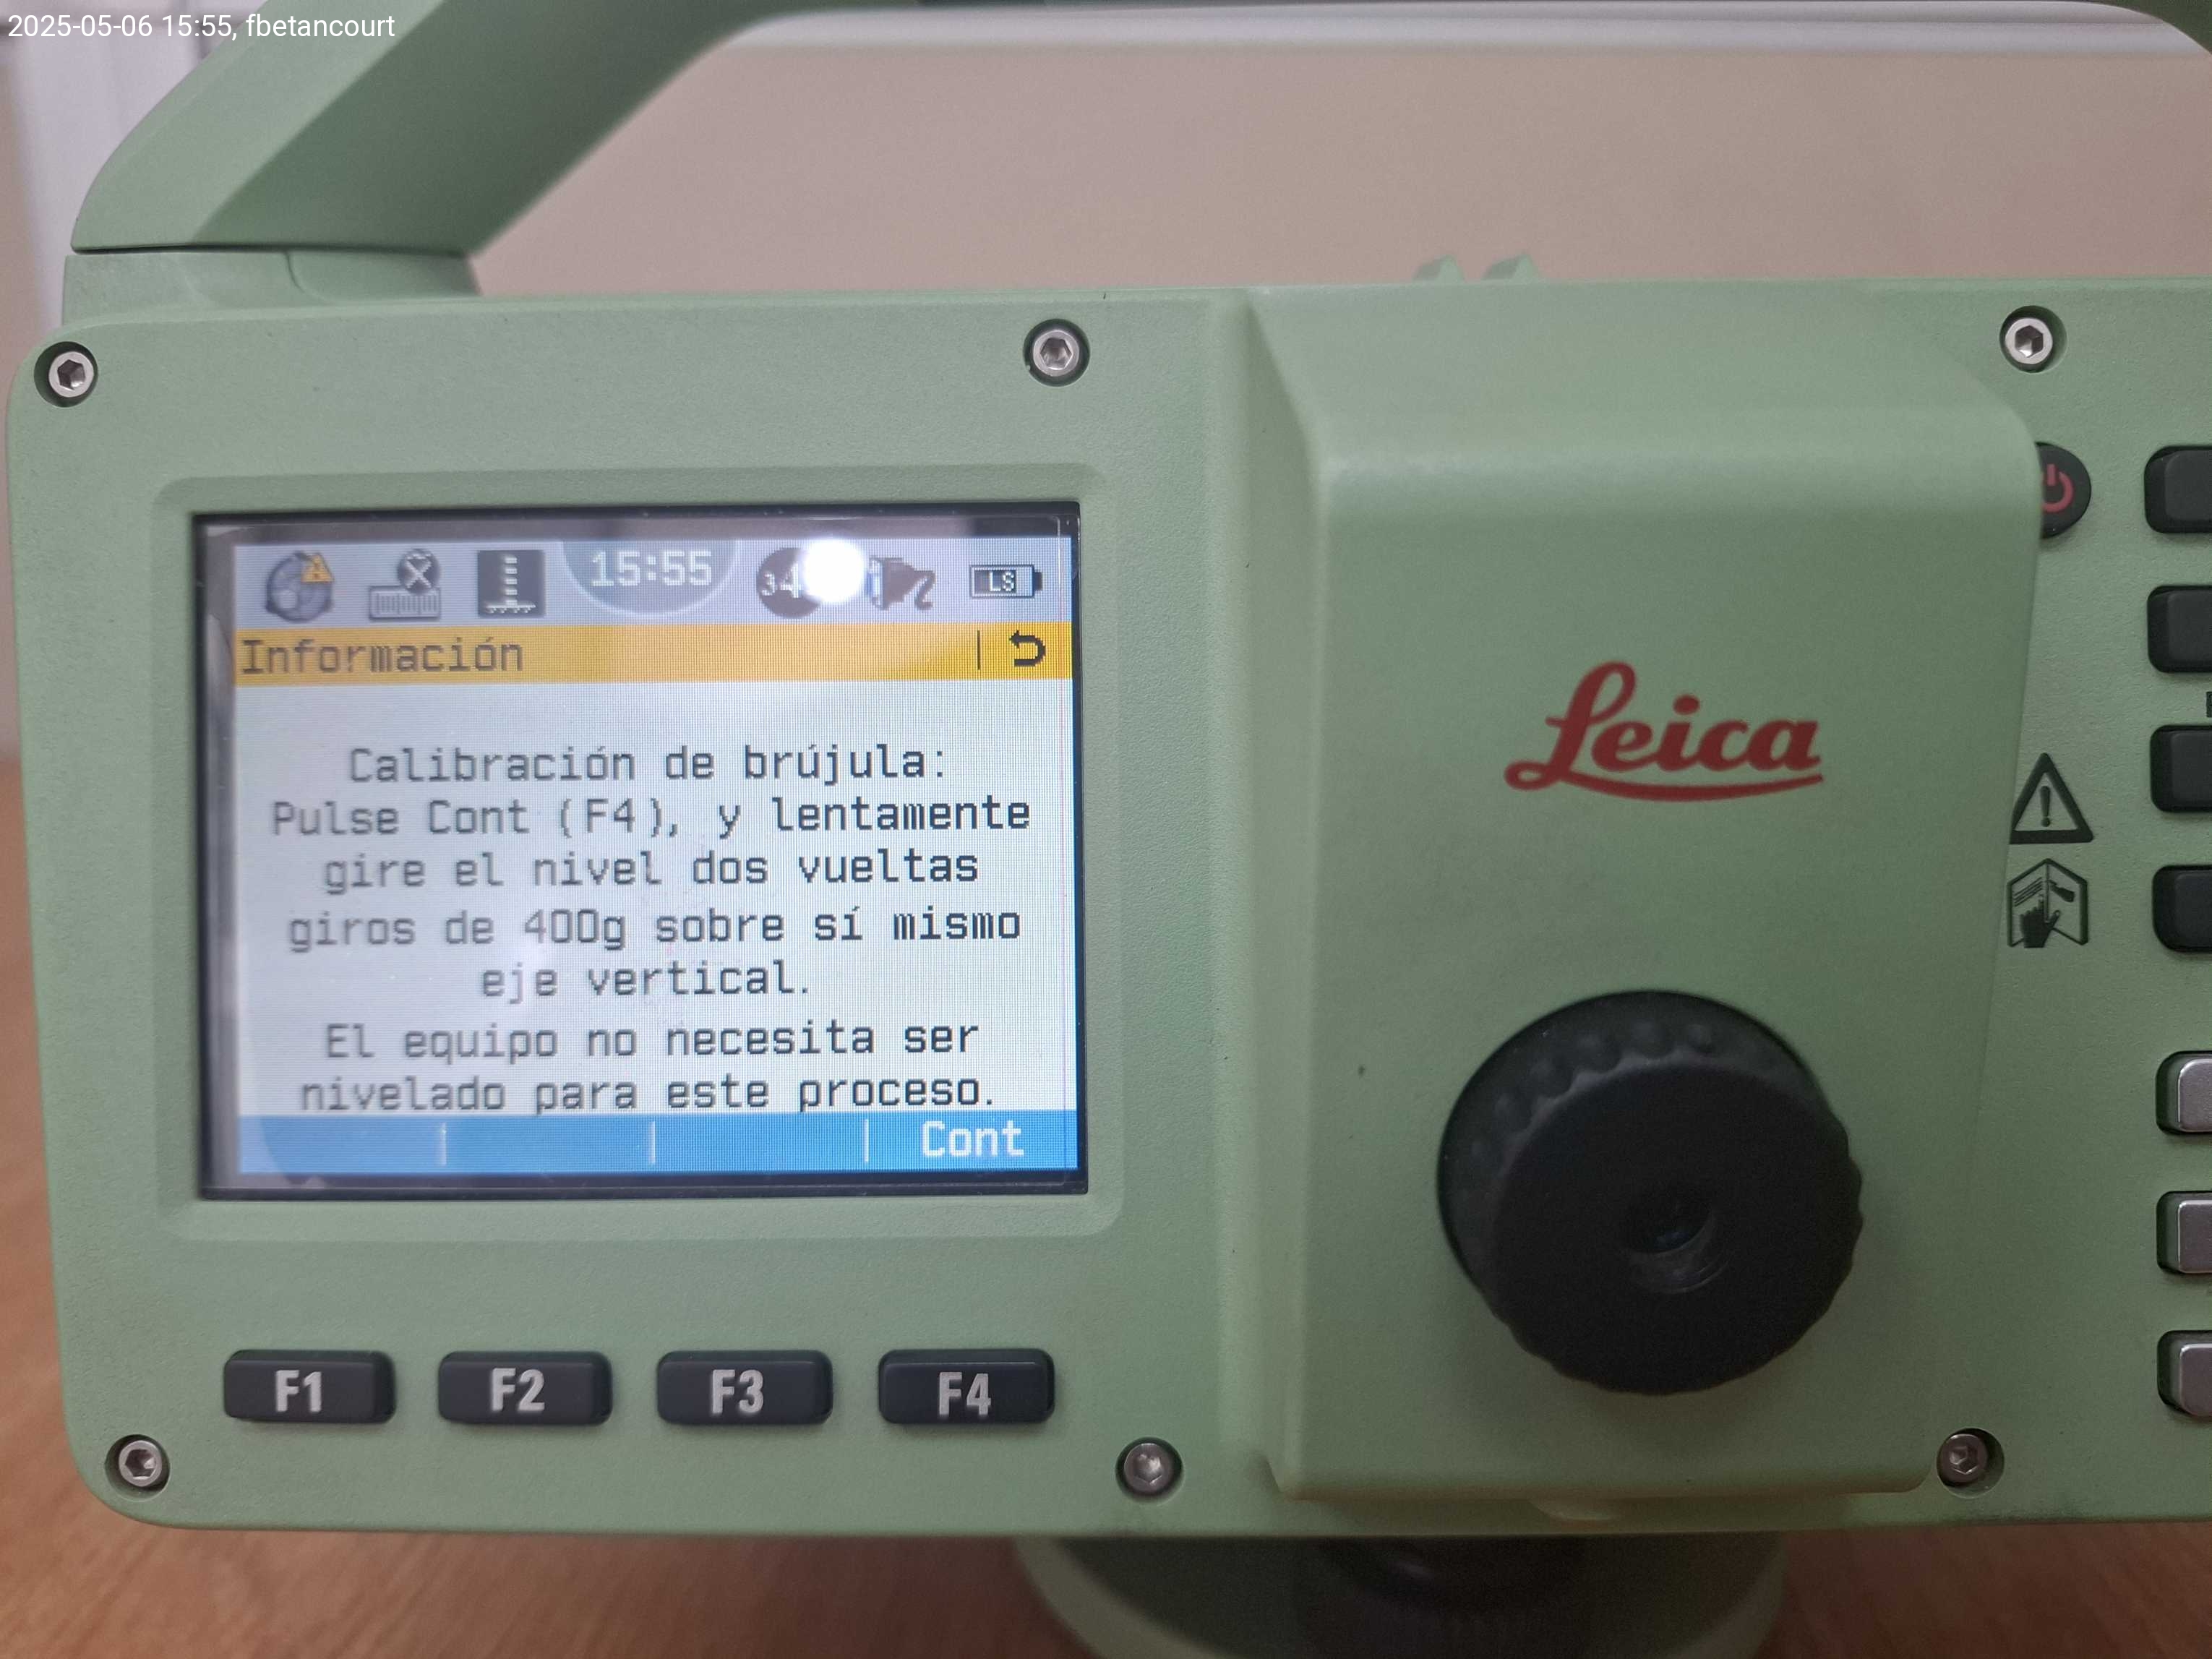 2025-05-06 15:55, fbetancourt
15:55
LS
Información
Calibración de brújula:
Pulse Cont (F4), y lentamente
gire el nivel dos vueltas
giros de 400g sobre sí mismo
eje vertical.
El equipo no necesita ser
nivelado para este proceso.
Cont
Leica
F1 F2 F3 F4